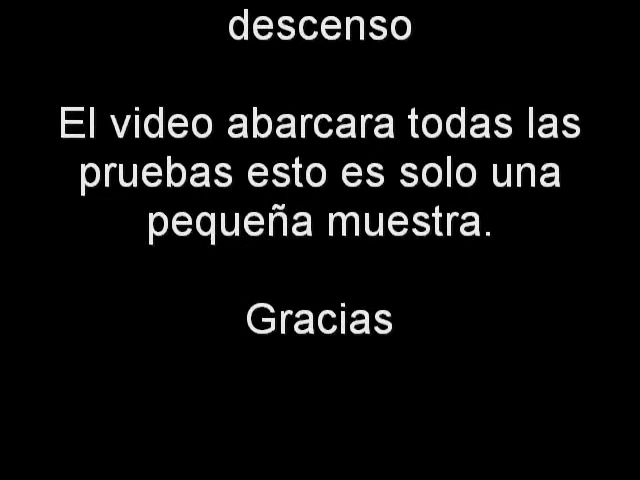 descenso
El video abarcara todas las
pruebas esto es solo una
pequeña muestra.
Gracias